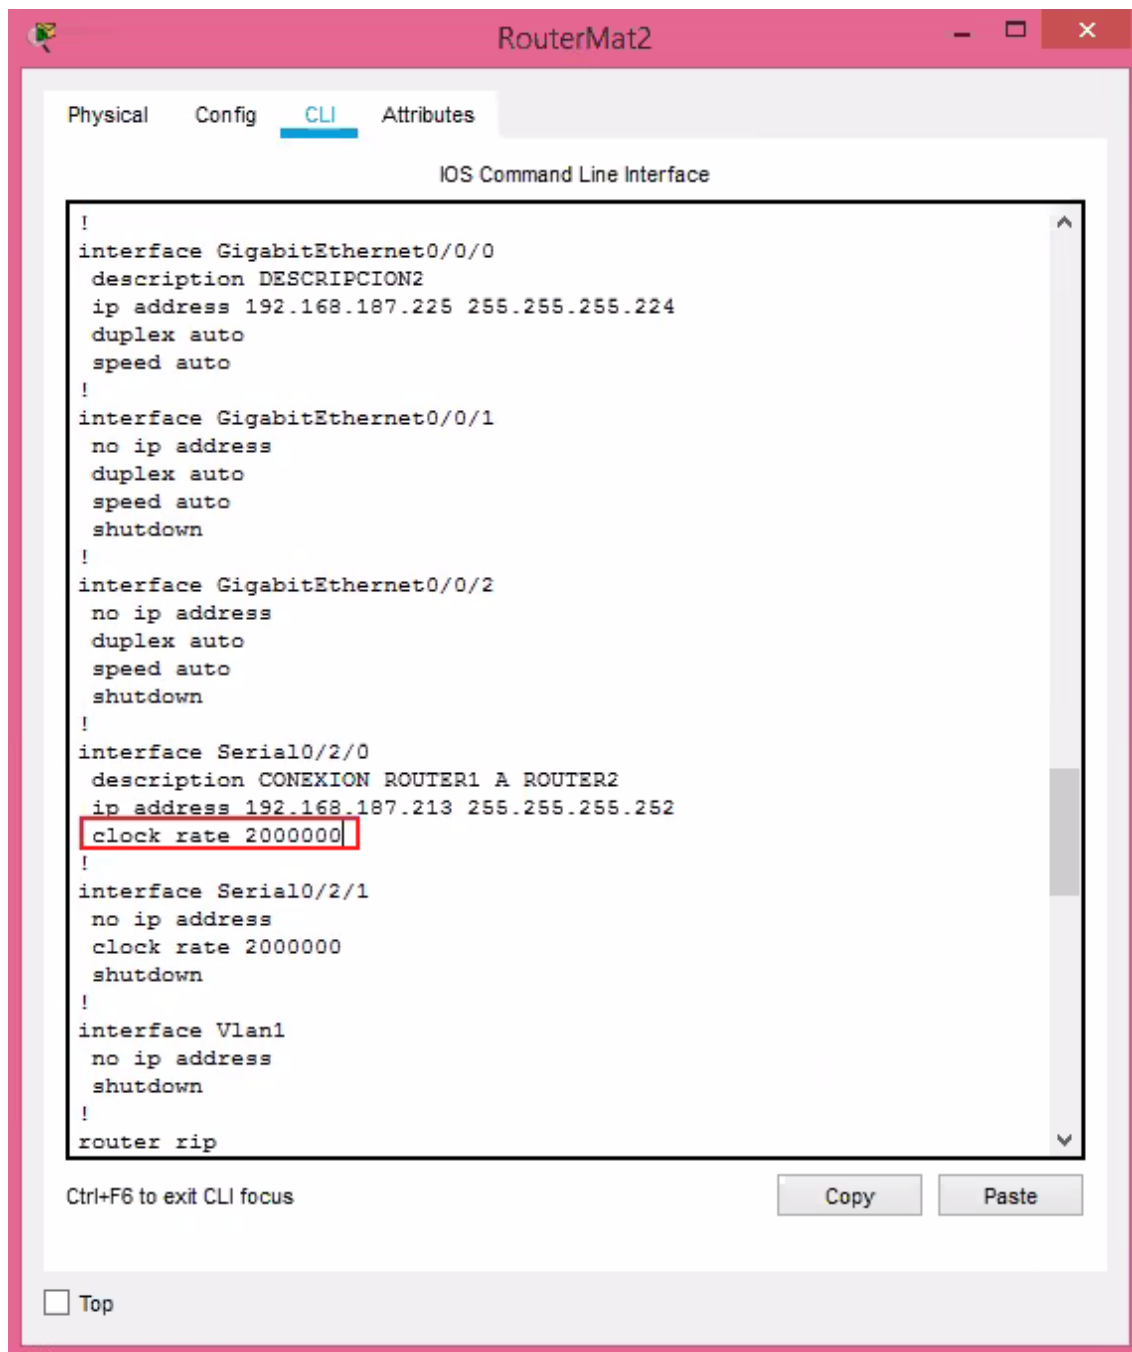 RouterMat2
Physical Config CLI Attributes
IOS Command Line Interface
!
interface GigabitEthernet0/0/0
description DESCRIPCION2
ip address 192.168.187.225 255.255.255.224
duplex auto
speed auto
!
interface GigabitEthernet0/0/1
no ip address
duplex auto
speed auto
shutdown
!
interface GigabitEthernet0/0/2
no ip address
duplex auto
speed auto
shutdown
!
interface Serial0/2/0
description CONEXION ROUTER1 A ROUTER2
ip address 192.168.187.213 255.255.255.252
clock rate 2000000
!
interface Serial0/2/1
no ip address
clock rate 2000000
shutdown
!
interface Vlan1
no ip address
shutdown
!
router rip
Ctrl+F6 to exit CLI focus
Copy Paste
Top